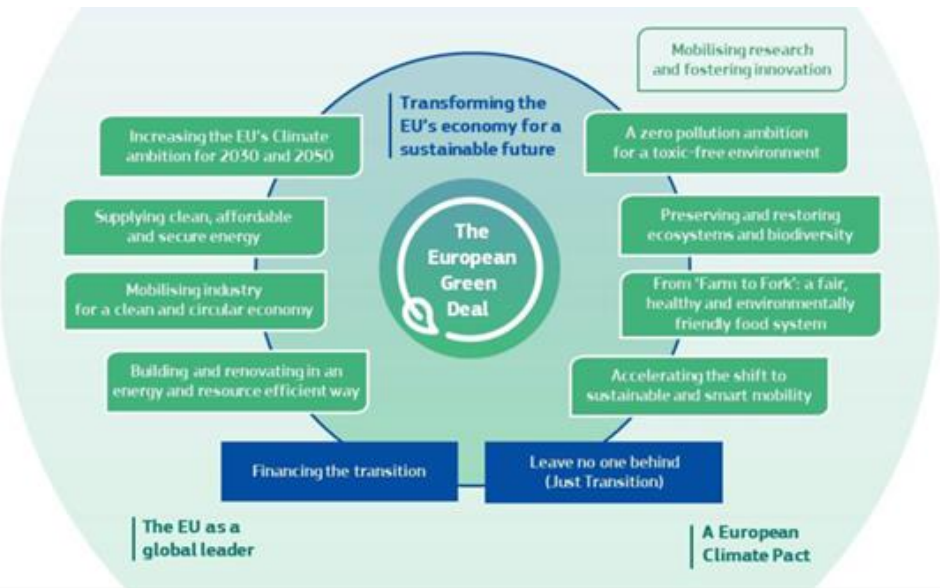 Mobilising research
and fostering innovation
Transforming the
EU's economy for a
sustainable future
Increasing the EU's Climate
ambition for 2030 and 2050
Supplying clean, affordable
and secure energy
Mobilising industry
for a clean and circular economy
Building and renovating in an
energy and resource efficient way
The
European
Green
Deal
A zero pollution ambition
for a toxic-free environment
Preserving and restoring
ecosystems and biodiversity
From 'Farm to Fork': a fair,
healthy and environmentally
friendly food system
Accelerating the shift to
sustainable and smart mobility
Financing the transition
Leave no one behind
(Just Transition)
The EU as a
global leader
A European
Climate Pact